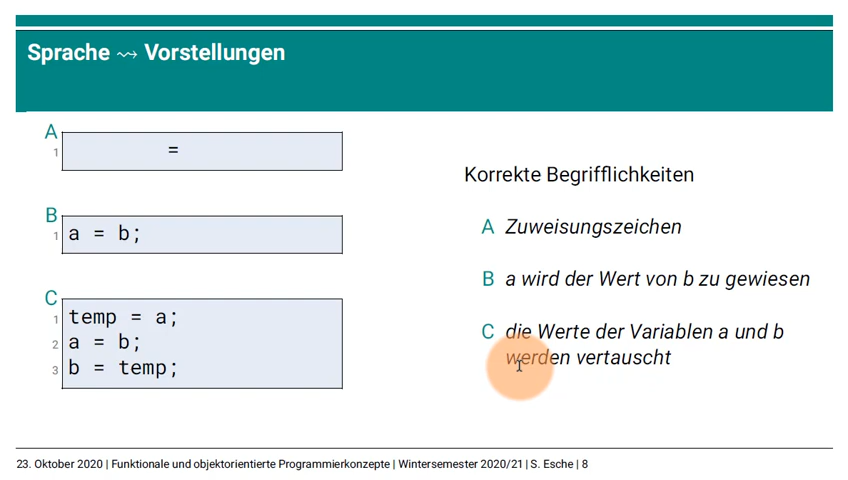 Sprache ⇝ Vorstellungen
A
1 =
B
1 a = b;
C
1 temp = a;
2 a = b;
3 b = temp;
Korrekte Begrifflichkeiten
A Zuweisungszeichen
B a wird der Wert von b zu gewiesen
C die Werte der Variablen a und b
werden vertauscht
23. Oktober 2020 | Funktionale und objektorientierte Programmierkonzepte | Wintersemester 2020/21 | S. Esche | 8